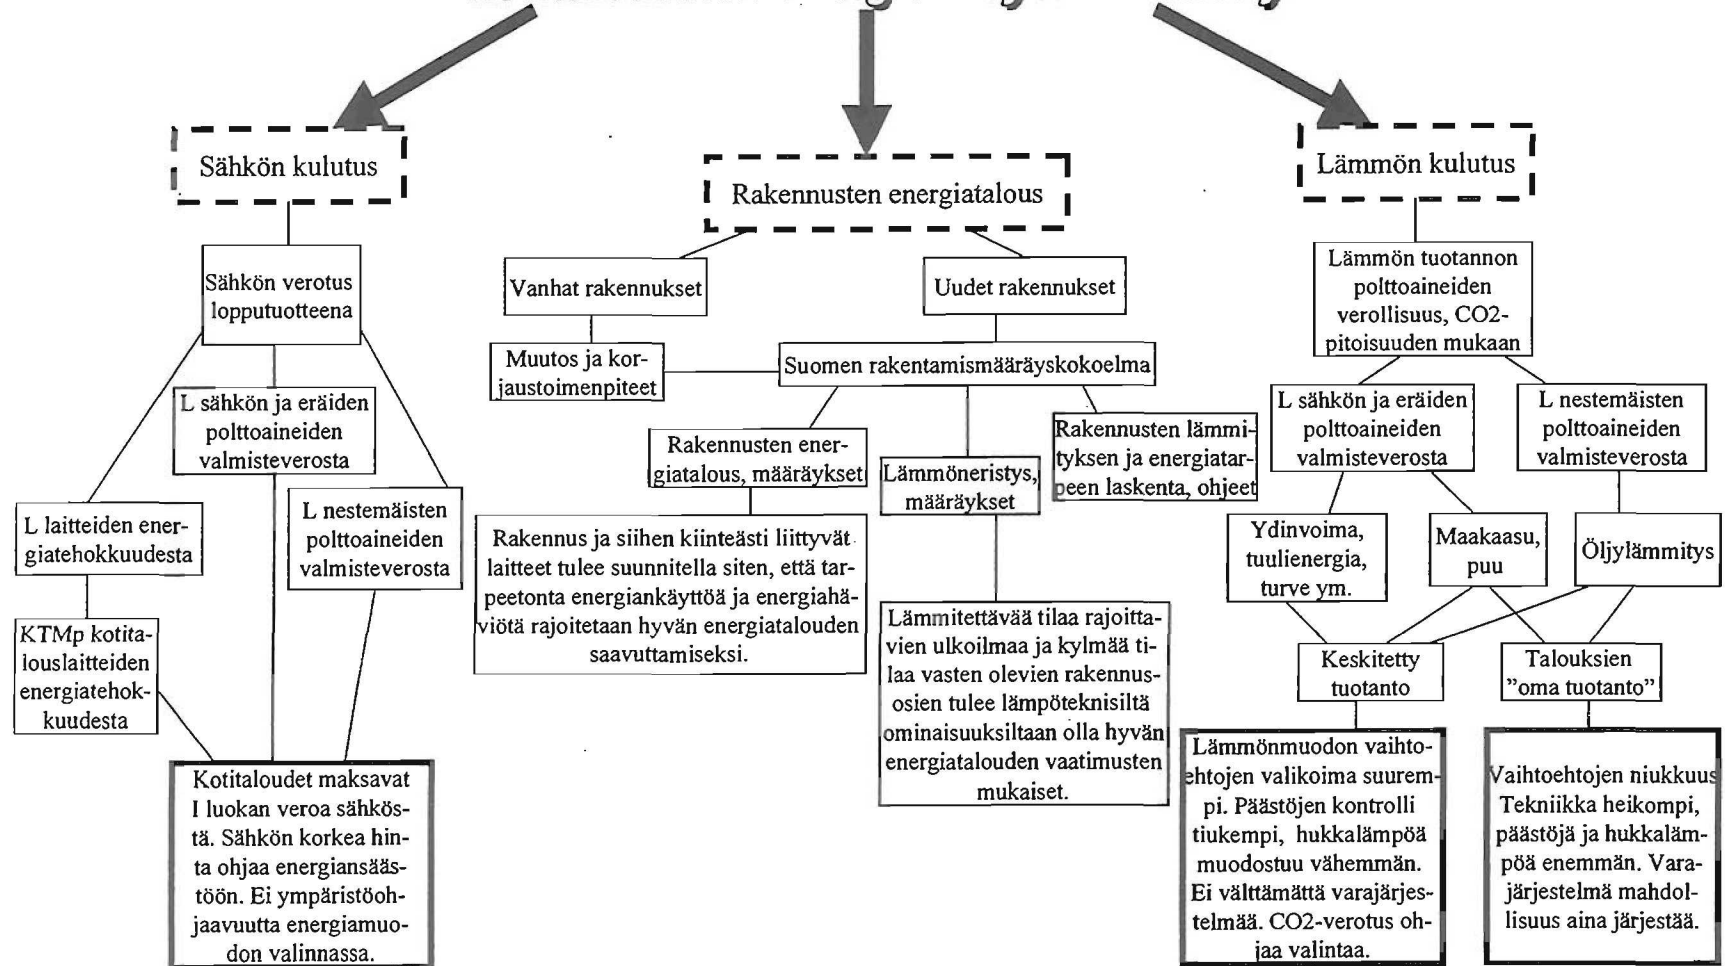 Sähkön kulutus
Rakennusten energiatalous
Lämmön kulutus
Sähkön verotus
lopputuotteena
L sähkön ja eräiden
polttoaineiden
valmisteverosta
L laitteiden ener-
giatehokkuudesta
L nestemäisten
polttoaineiden
valmisteverosta
KTMp kotita-
louslaitteiden
energiatehok-
kuudesta
Kotitaloudet maksavat
I luokan veroa sähkös-
tä. Sähkön korkea hin-
ta ohjaa energiansääs-
töön. Ei ympäristöoh-
jaavuutta energiamuo-
don valinnassa.
Vanhat rakennukset
Uudet rakennukset
Muutos ja kor-
jaustoimenpiteet
Suomen rakentamismääräyskokoelma
Rakennusten ener-
giatalous, määräykset
Lämmöneristys,
määräykset
Rakennusten lämmi-
tyksen ja energiatar-
peen laskenta, ohjeet
Rakennus ja siihen kiinteästi liittyvät
laitteet tulee suunnitella siten, että tar-
peetonta energiankäyttöä ja energiahä-
viötä rajoitetaan hyvän energiatalouden
saavuttamiseksi.
Lämmitettävää tilaa rajoitta-
vien ulkoilmaa ja kylmää ti-
laa vasten olevien rakennus-
osien tulee lämpöteknisiltä
ominaisuuksiltaan olla hyvän
energiatalouden vaatimusten
mukaiset.
Lämmön tuotannon
polttoaineiden
verollisuus, CO2-
pitoisuuden mukaan
L sähkön ja eräiden
polttoaineiden
valmisteverosta
L nestemäisten
polttoaineiden
valmisteverosta
Ydinvoima,
tuulienergia,
turve ym.
Maakaasu,
puu
Öljylämmitys
Keskitetty
tuotanto
Talouksien
”oma tuotanto”
Lämmönmuodon vaihto-
ehtojen valikoima suurem-
pi. Päästöjen kontrolli
tiukempi, hukkalämpöä
muodostuu vähemmän.
Ei välttämättä varajärjes-
telmää. CO2-verotus oh-
jaa valintaa.
Vaihtoehtojen niukkuus
Tekniikka heikompi,
päästöjä ja hukkaläm-
pöä enemmän. Vara-
järjestelmä mahdol-
lisuus aina järjestää.